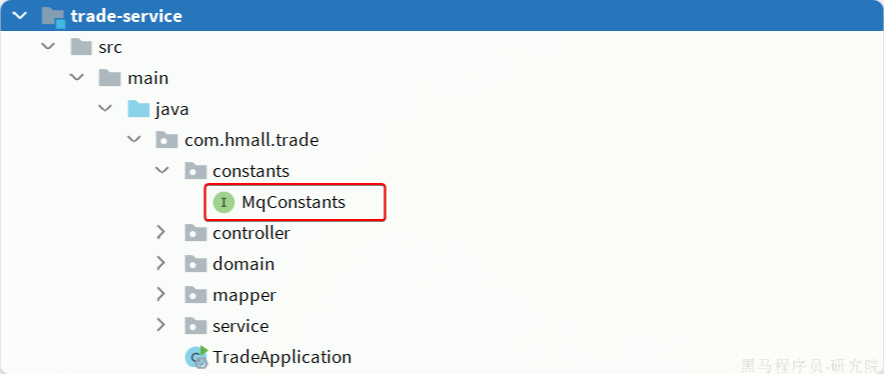 trade-service
src
main
java
com.hmall.trade
constants
I MqConstants
controller
domain
mapper
service
C TradeApplication
黑马程序员-研究院